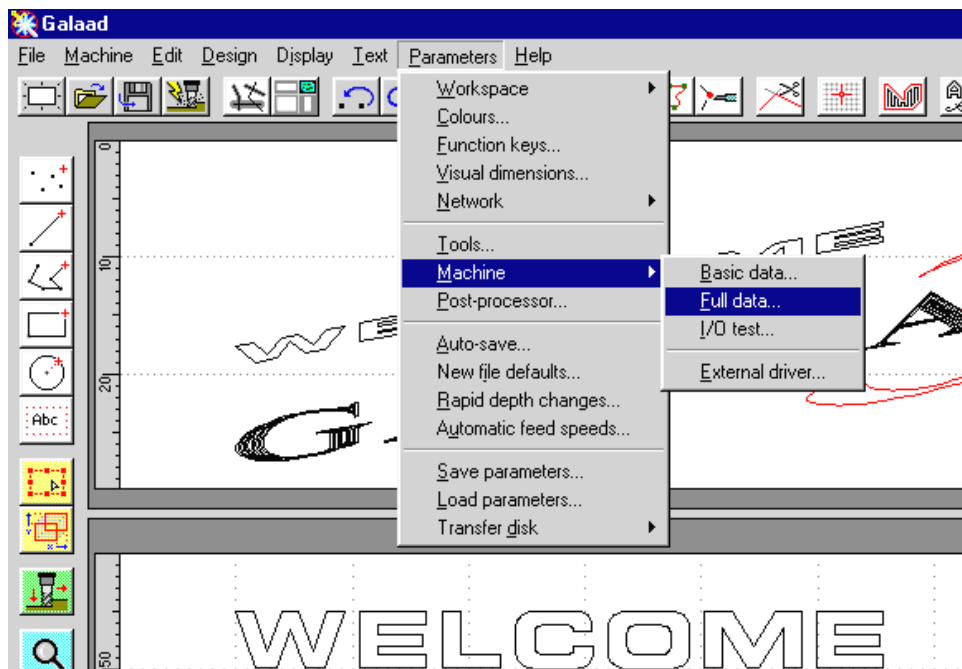 Galaad
File Machine Edit Design Display Text Parameters Help
Workspace
Colours...
Function keys...
Visual dimensions...
Network
Tools...
Machine
Post-processor...
Auto-save...
New file defaults...
Rapid depth changes...
Automatic feed speeds...
Save parameters...
Load parameters...
Transfer disk
Basic data...
Full data...
I/O test...
External driver...
0
10
20
Abc
50
WELCOME